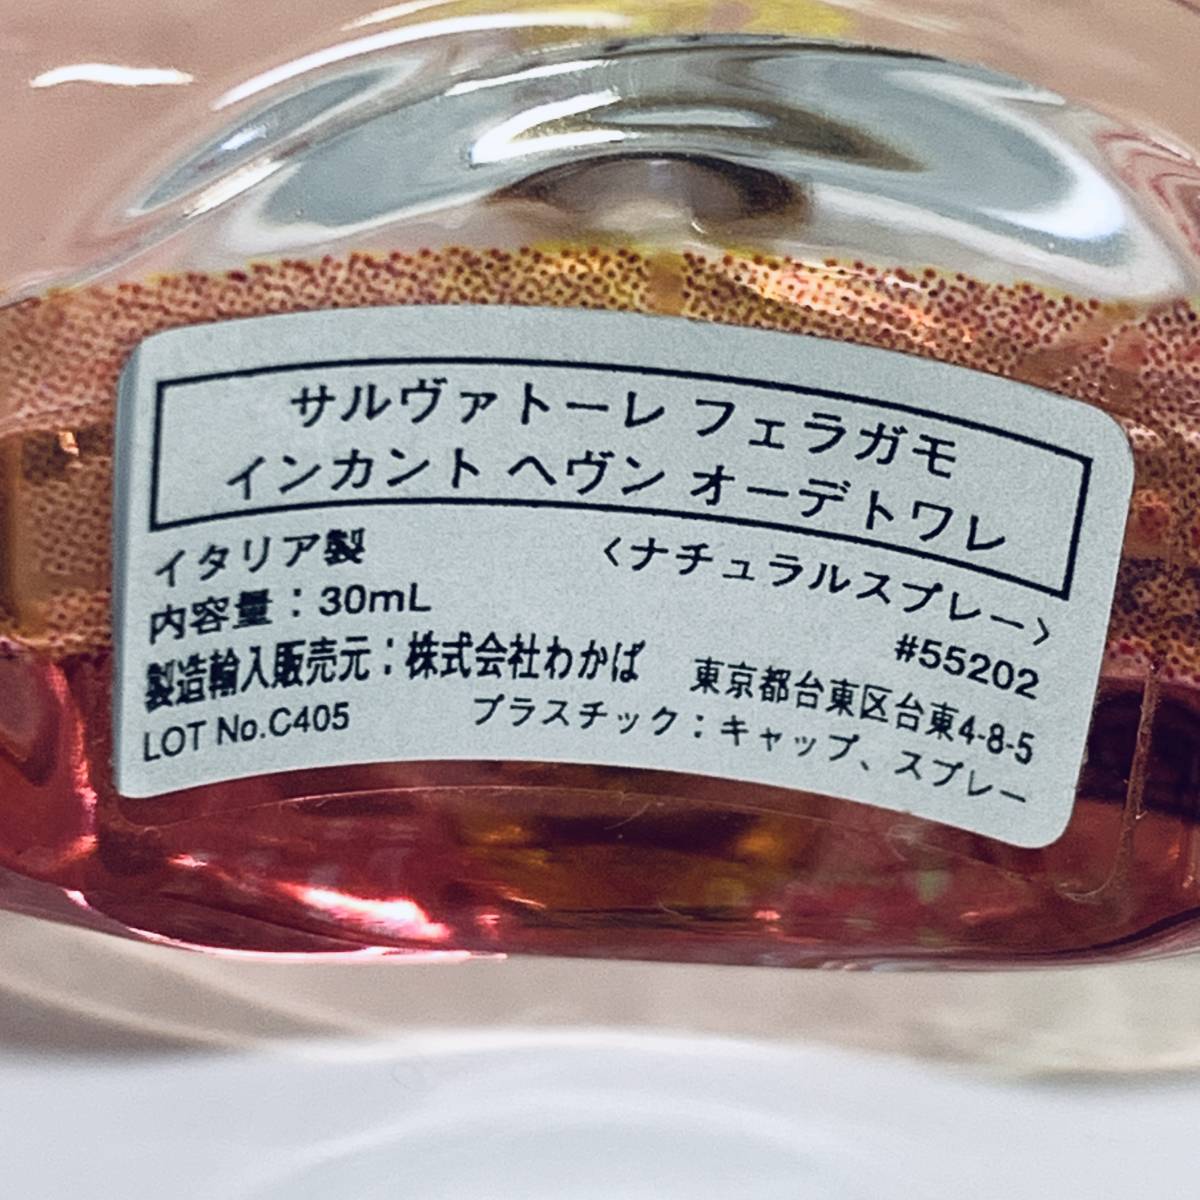 サルヴァトーレ フェラガモ
インカント ヘヴン オーデトワレ
イタリア製 〈ナチュラルスプレー〉
内容量：30mL #55202
製造輸入販売元：株式会社わかば 東京都台東区台東4-8-5
LOT No.C405 プラスチック：キャップ、スプレー